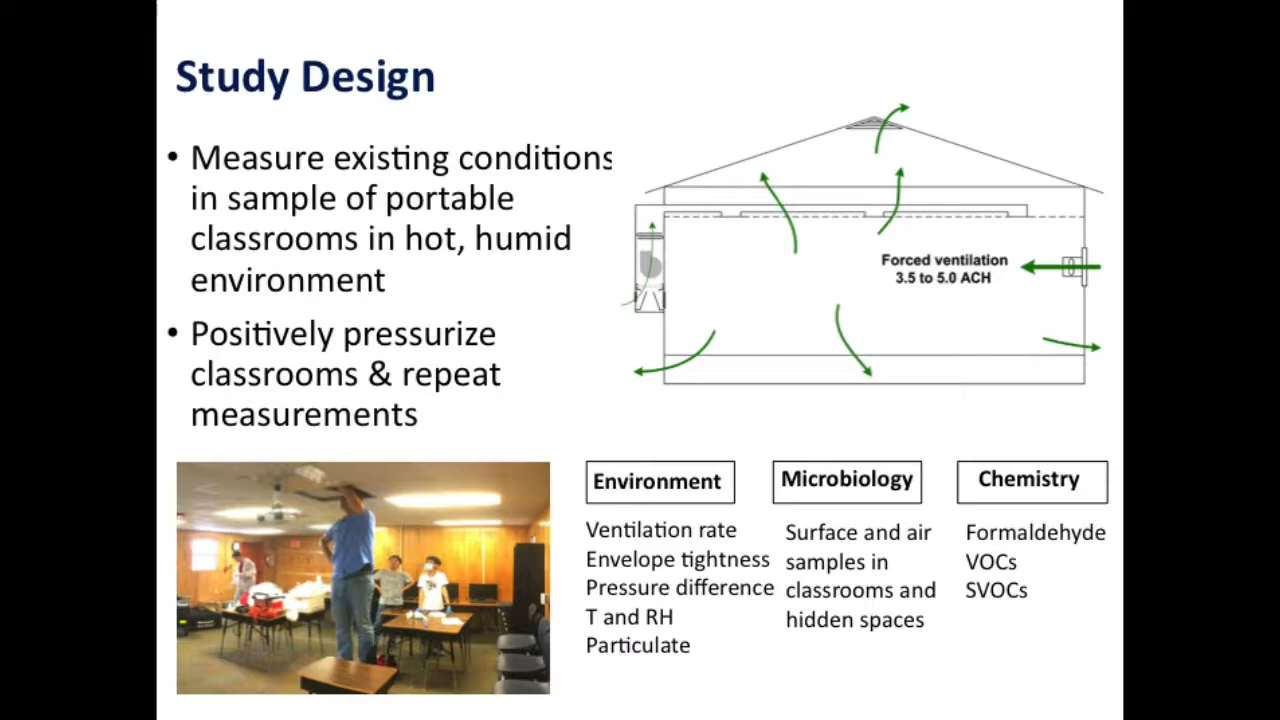 Study Design
• Measure existing conditions
in sample of portable
classrooms in hot, humid
environment
• Positively pressurize
classrooms & repeat
measurements
Forced ventilation
3.5 to 5.0 ACH
Environment
Ventilation rate
Envelope tightness
Pressure difference
T and RH
Particulate
Microbiology
Surface and air
samples in
classrooms and
hidden spaces
Chemistry
Formaldehyde
VOCs
SVOCs